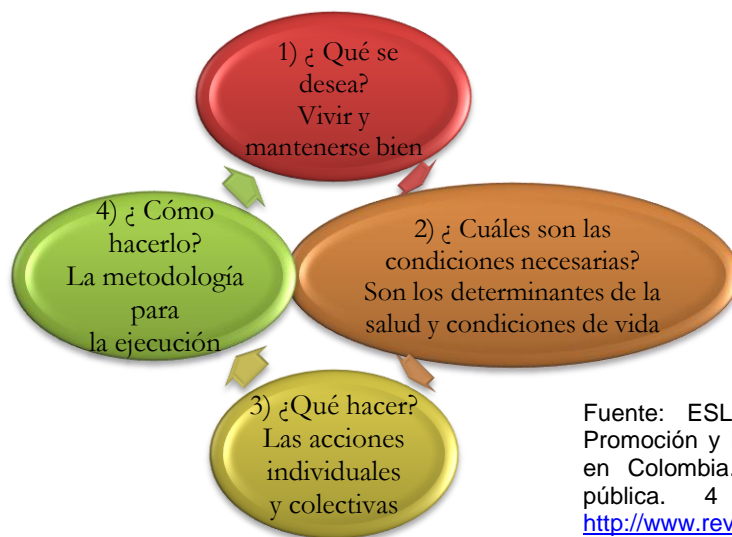 1) ¿ Qué se
desea?
Vivir y
mantenerse bien
2) ¿ Cuáles son las
condiciones necesarias?
Son los determinantes de la
salud y condiciones de vida
3) ¿Qué hacer?
Las acciones
individuales
y colectivas
4) ¿ Cómo
hacerlo?
La metodología
para
la ejecución
Fuente: ESL
Promoción y
en Colombia.
pública. 4
http://www.rev